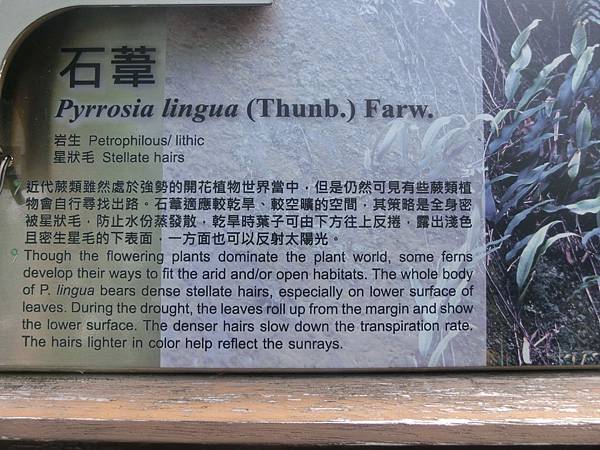 石葦
Pyrrosia lingua (Thunb.) Farw.
岩生 Petrophilous/ lithic
星狀毛 Stellate hairs
近代蕨類雖然處於強勢的開花植物世界當中，但是仍然可見有些蕨類植
物會自行尋找出路。石葦適應較乾旱、較空曠的空間，其策略是全身密
被星狀毛，防止水份蒸發散，乾旱時葉子可由下方往上反捲，露出淺色
且密生星毛的下表面，一方面也可以反射太陽光。
Though the flowering plants dominate the plant world, some ferns
develop their ways to fit the arid and/or open habitats. The whole body
of P. lingua bears dense stellate hairs, especially on lower surface of
leaves. During the drought, the leaves roll up from the margin and show
the lower surface. The denser hairs slow down the transpiration rate.
The hairs lighter in color help reflect the sunrays.